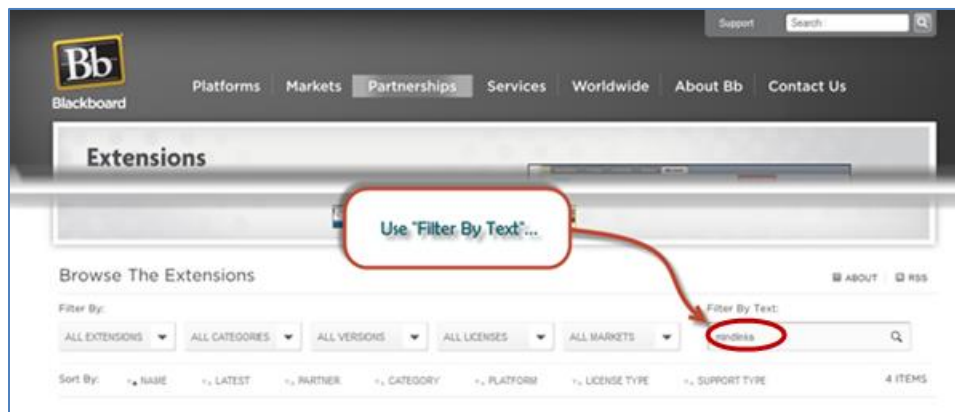 Support Search
Bb
Blackboard
Platforms Markets Partnerships Services Worldwide About Bb Contact Us
Extensions
Use "Filter By Text"...
Browse The Extensions
ABOUT RSS
Filter By: Filter By Text:
ALL EXTENSIONS ALL CATEGORIES ALL VERSIONS ALL LICENSES ALL MARKETS mindlinks
Sort By: NAME LATEST PARTNER CATEGORY PLATFORM LICENSE TYPE SUPPORT TYPE 4 ITEMS